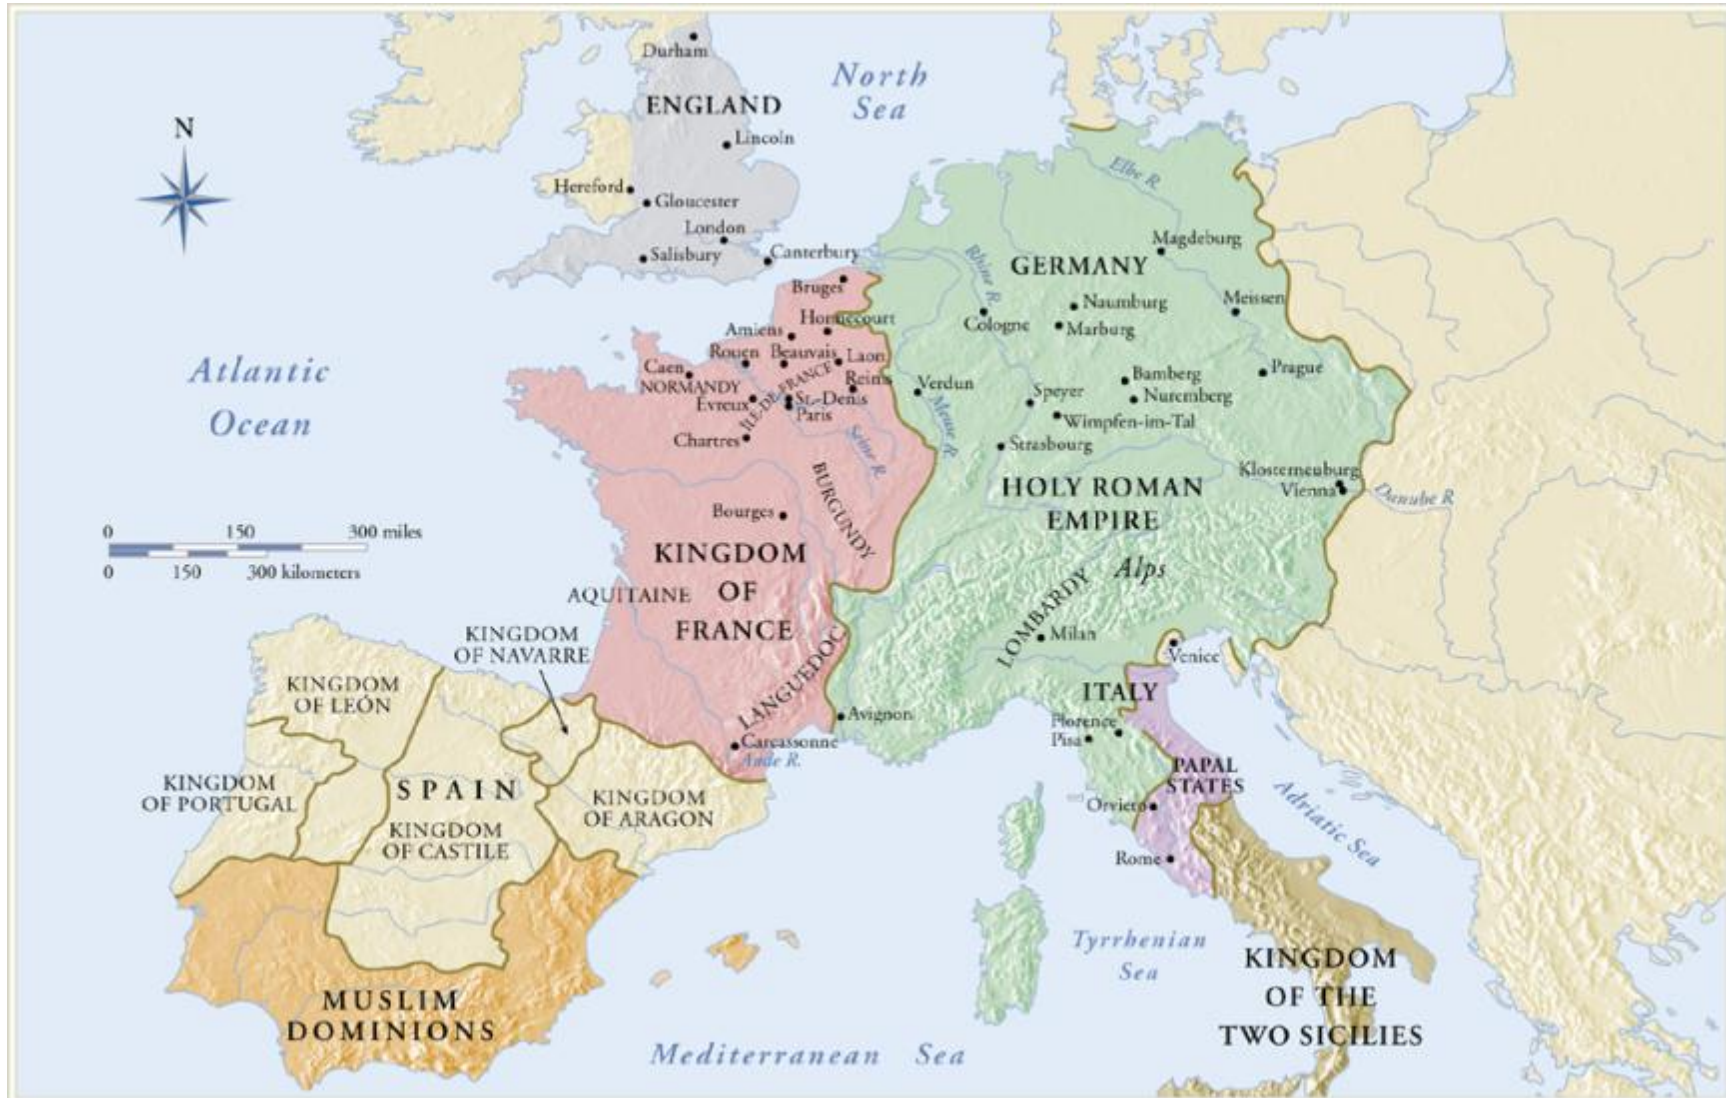 Durham
North
Sea
ENGLAND
N
Lincoln
Elbe R.
Hereford
Gloucester
London
Salisbury
Canterbury
Magdeburg
GERMANY
Rhine R.
Bruges
Naumburg
Meissen
Honnecourt
Cologne
Marburg
Amiens
Rouen
Beauvais
Laon
Caen
NORMANDY
ÎLE-DE-FRANCE
Reims
Verdun
Bamberg
Prague
Atlantic
Ocean
Évreux
St.-Denis
Paris
Speyer
Nuremberg
Meuse R.
Wimpfen-im-Tal
Chartres
Seine R.
Strasbourg
Klosterneuburg
Vienna
Danube R.
HOLY ROMAN
EMPIRE
BURGUNDY
Bourges
0 150 300 miles
0 150 300 kilometers
KINGDOM
OF
FRANCE
Alps
AQUITAINE
LOMBARDY
Milan
KINGDOM
OF NAVARRE
LANGUEDOC
Venice
KINGDOM
OF LEÓN
ITALY
Avignon
Florence
Pisa
Carcassonne
Aude R.
PAPAL
STATES
KINGDOM
OF PORTUGAL
SPAIN
KINGDOM
OF ARAGON
Orvieto
Adriatic Sea
KINGDOM
OF CASTILE
Rome
Tyrrhenian
Sea
KINGDOM
OF THE
TWO SICILIES
MUSLIM
DOMINIONS
Mediterranean Sea